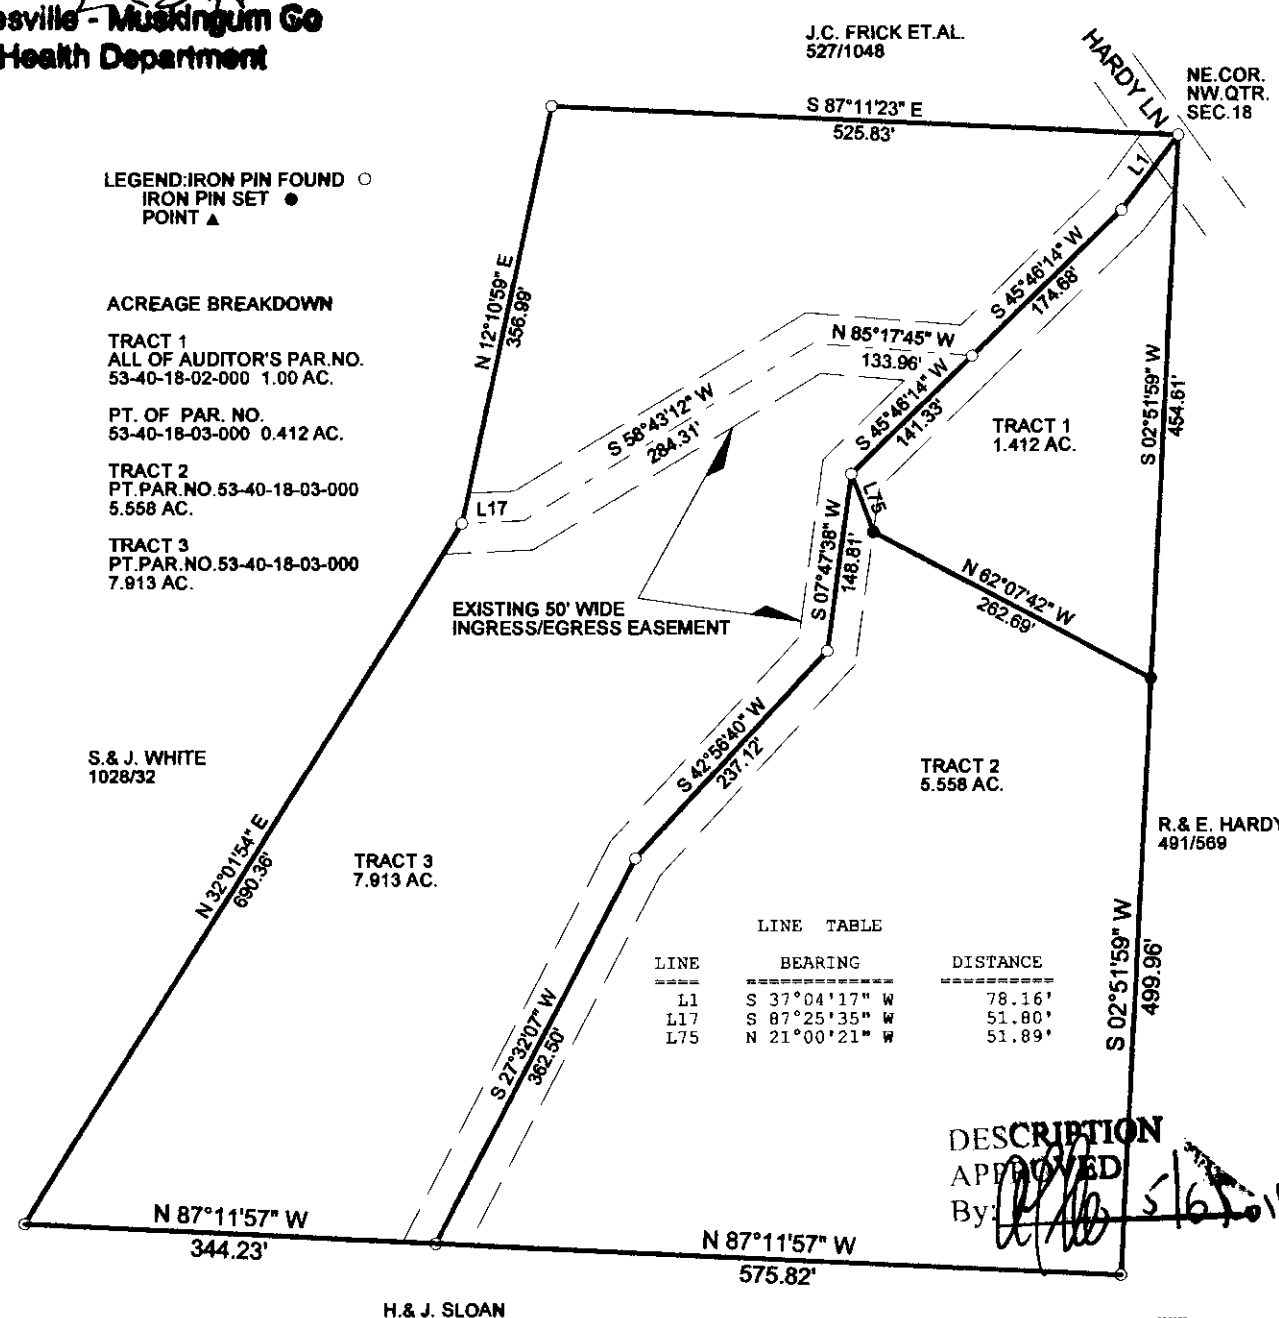 esville - Muskingum Co
Health Department
J.C. FRICK ET.AL.
527/1048
HARDY LN
NE.COR.
NW.QTR.
SEC.18
S 87°11'23" E
525.83'
L1
LEGEND:IRON PIN FOUND ○
IRON PIN SET ●
POINT ▲
ACREAGE BREAKDOWN
TRACT 1
ALL OF AUDITOR'S PAR.NO.
53-40-18-02-000 1.00 AC.
PT. OF PAR. NO.
53-40-18-03-000 0.412 AC.
TRACT 2
PT.PAR.NO.53-40-18-03-000
5.558 AC.
TRACT 3
PT.PAR.NO.53-40-18-03-000
7.913 AC.
N 12°10'59" E
356.99'
S 45°46'14" W
174.68'
N 85°17'45" W
133.96'
S 58°43'12" W
284.31'
S 45°46'14" W
141.33'
TRACT 1
1.412 AC.
S 02°51'59" W
454.61'
L17
L75
S 07°47'38" W
148.81'
N 62°07'42" W
262.69'
EXISTING 50' WIDE
INGRESS/EGRESS EASEMENT
S.& J. WHITE
1028/32
S 42°56'40" W
237.12'
TRACT 2
5.558 AC.
R.& E. HARDY
491/569
N 32°01'54" E
690.36'
TRACT 3
7.913 AC.
LINE TABLE
LINE BEARING DISTANCE
==== ============= ==========
L1 S 37°04'17" W 78.16'
L17 S 87°25'35" W 51.80'
L75 N 21°00'21" W 51.89'
S 27°32'07" W
362.50'
S 02°51'59" W
499.96'
DESCRIPTION
APPROVED
By:
N 87°11'57" W
344.23'
N 87°11'57" W
575.82'
H.& J. SLOAN